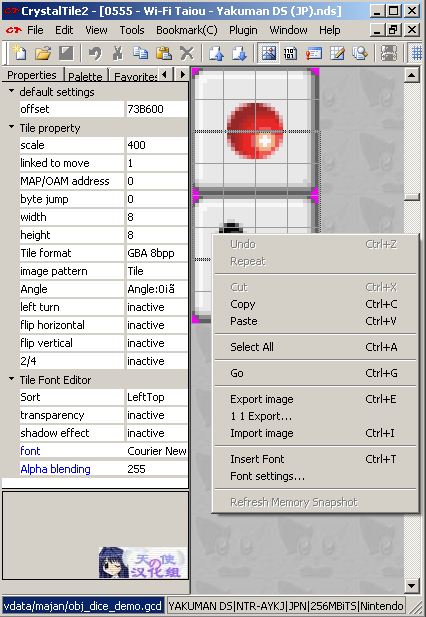 CrystalTile2 - [0555 - Wi-Fi Taiou - Yakuman DS (JP).nds]
File Edit View Tools Bookmark Plugin Window Help
Properties Palette Favorites
default settings
offset 73B600
Tile property
scale 400
linked to move 1
MAP/OAM address 0
byte jump 0
width 8
height 8
Tile format GBA 8bpp
image pattern Tile
Angle Angle:0iã
left turn inactive
flip horizontal inactive
flip vertical inactive
2/4 inactive
Tile Font Editor
Sort LeftTop
transparency inactive
shadow effect inactive
font Courier New
Alpha blending 255
Undo Ctrl+Z
Repeat
Cut Ctrl+X
Copy Ctrl+C
Paste Ctrl+V
Select All Ctrl+A
Go Ctrl+G
Export image Ctrl+E
1 1 Export...
Import image Ctrl+I
Insert Font Ctrl+T
Font settings...
Refresh Memory Snapshot
天使
汉化组
vdata/majan/obj_dice_demo.gcd YAKUMAN DS|NTR-AYKJ|JPN|256MBiTS|Nintendo